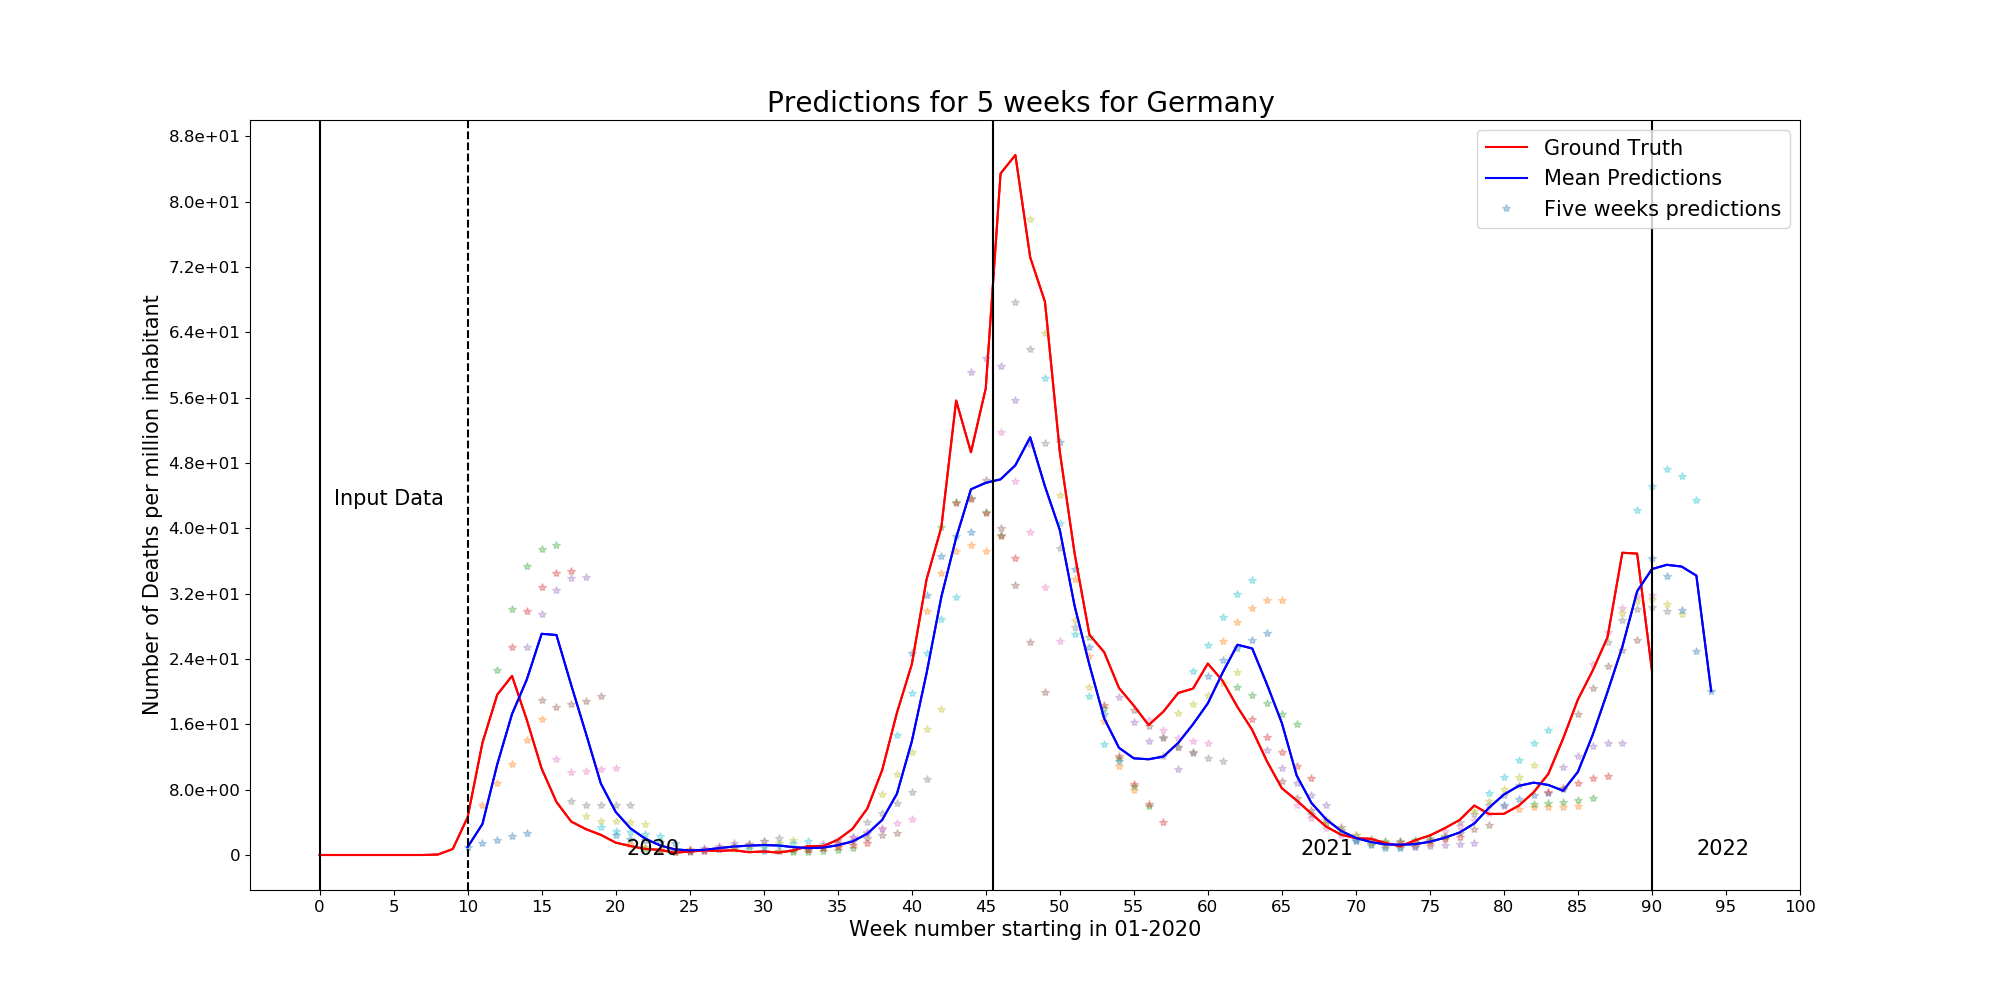 Predictions for 5 weeks for Germany
8.8e+01
8.0e+01
7.2e+01
6.4e+01
5.6e+01
4.8e+01
4.0e+01
3.2e+01
2.4e+01
1.6e+01
8.0e+00
0
Number of Deaths per million inhabitant
Ground Truth
Mean Predictions
Five weeks predictions
Input Data
2020
2021
2022
0 5 10 15 20 25 30 35 40 45 50 55 60 65 70 75 80 85 90 95 100
Week number starting in 01-2020